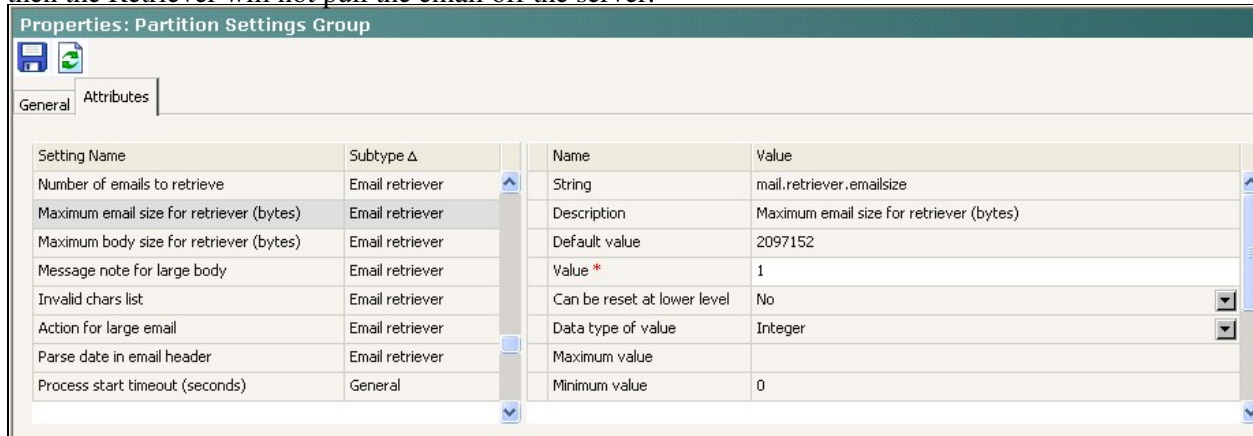 then the Retriever will not pull the email off the server.
Properties: Partition Settings Group
General Attributes
Setting Name Subtype Δ Name Value
Number of emails to retrieve Email retriever String mail.retriever.emailsize
Maximum email size for retriever (bytes) Email retriever Description Maximum email size for retriever (bytes)
Maximum body size for retriever (bytes) Email retriever Default value 2097152
Message note for large body Email retriever Value * 1
Invalid chars list Email retriever Can be reset at lower level No
Action for large email Email retriever Data type of value Integer
Parse date in email header Email retriever Maximum value
Process start timeout (seconds) General Minimum value 0